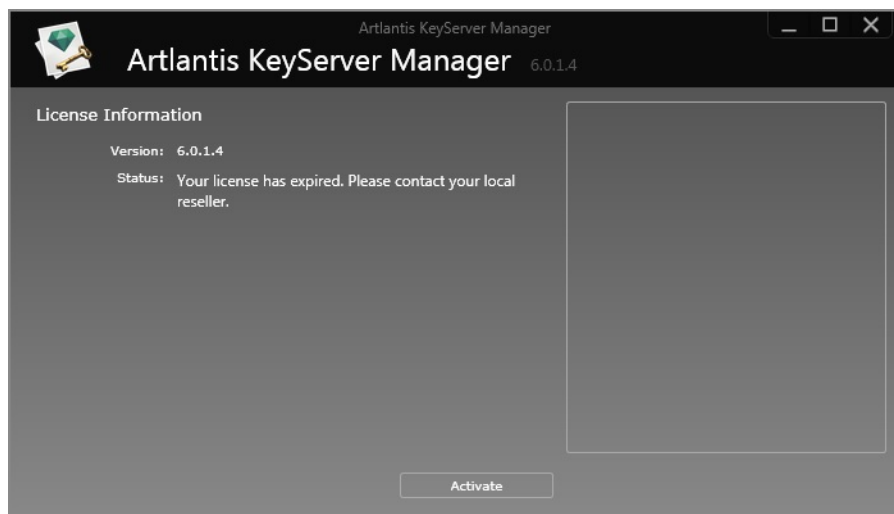 Artlantis KeyServer Manager
Artlantis KeyServer Manager 6.0.1.4
License Information
Version: 6.0.1.4
Status: Your license has expired. Please contact your local
reseller.
Activate